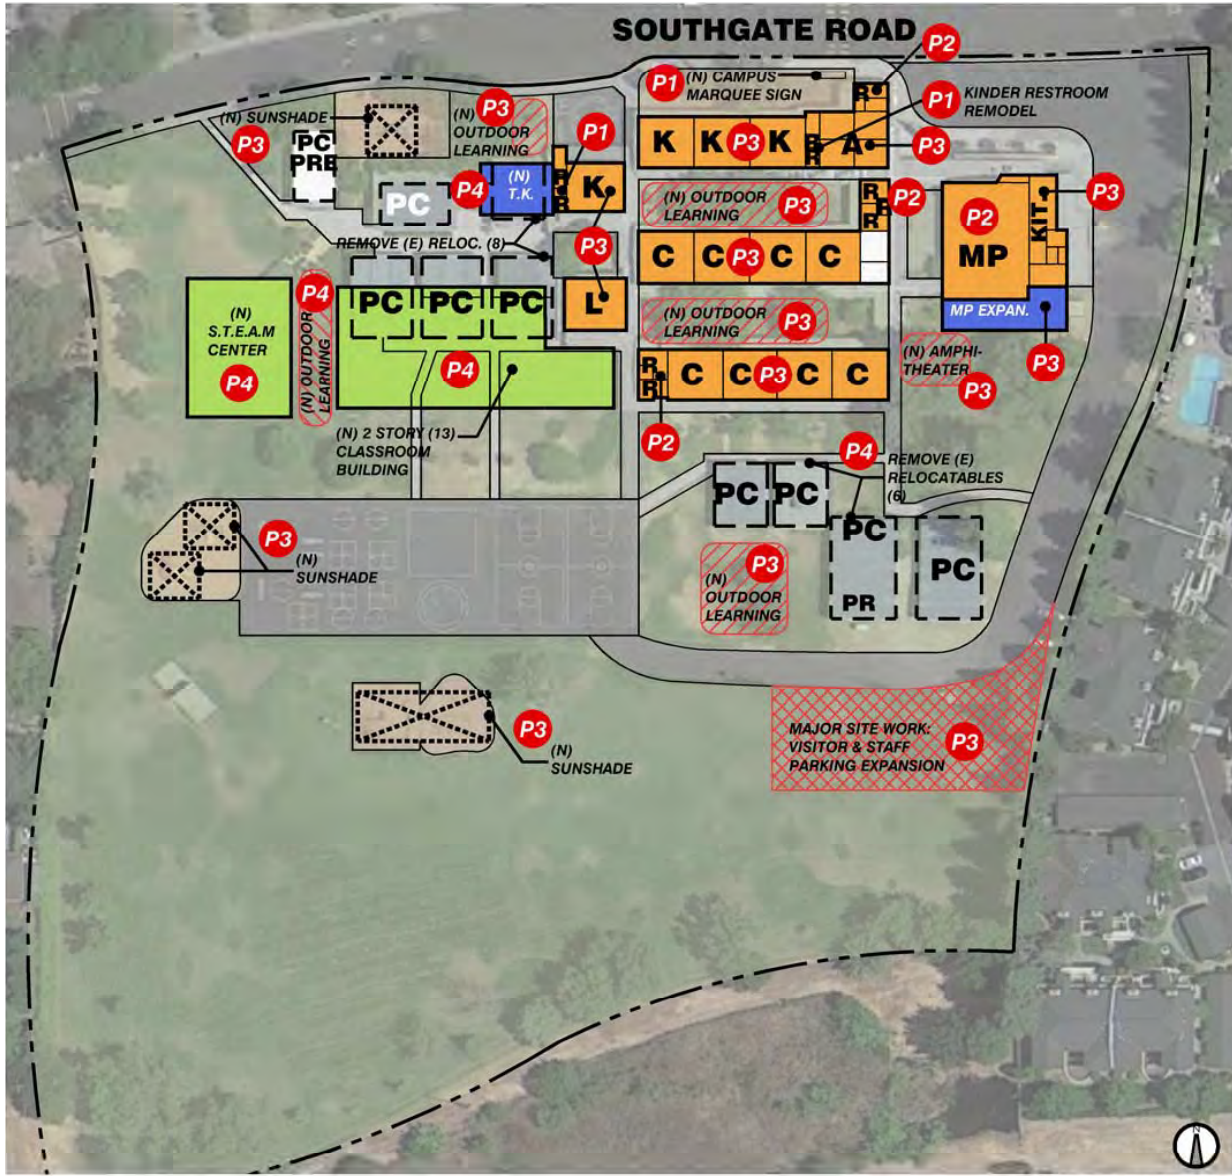 SOUTHGATE ROAD
P2
P1
(N) CAMPUS
MARQUEE SIGN
P1
KINDER RESTROOM
REMODEL
R
R
(N) SUNSHADE
P3
(N)
OUTDOOR
LEARNING
P3
PC
PRE
P1
K
K
P3
K
R
R
A
P3
P4
(N)
T.K.
R
R
K
PC
(N) OUTDOOR
LEARNING
P3
R
R
R
P2
P2
MP
KIT.
P3
REMOVE (E) RELOC. (8)
P3
C
C
P3
C
C
PC
PC
PC
L
(N)
S.T.E.A.M
CENTER
P4
P4
(N) OUTDOOR
LEARNING
(N) OUTDOOR
LEARNING
P3
MP EXPAN.
P3
P4
R
R
C
C
P3
C
C
(N) AMPHI-
THEATER
P3
(N) 2 STORY (13)
CLASSROOM
BUILDING
P2
P4
REMOVE (E)
RELOCATABLES
(6)
PC
PC
PC
PR
PC
P3
(N)
SUNSHADE
P3
(N)
OUTDOOR
LEARNING
P3
(N)
SUNSHADE
MAJOR SITE WORK:
VISITOR & STAFF
PARKING EXPANSION
P3
N